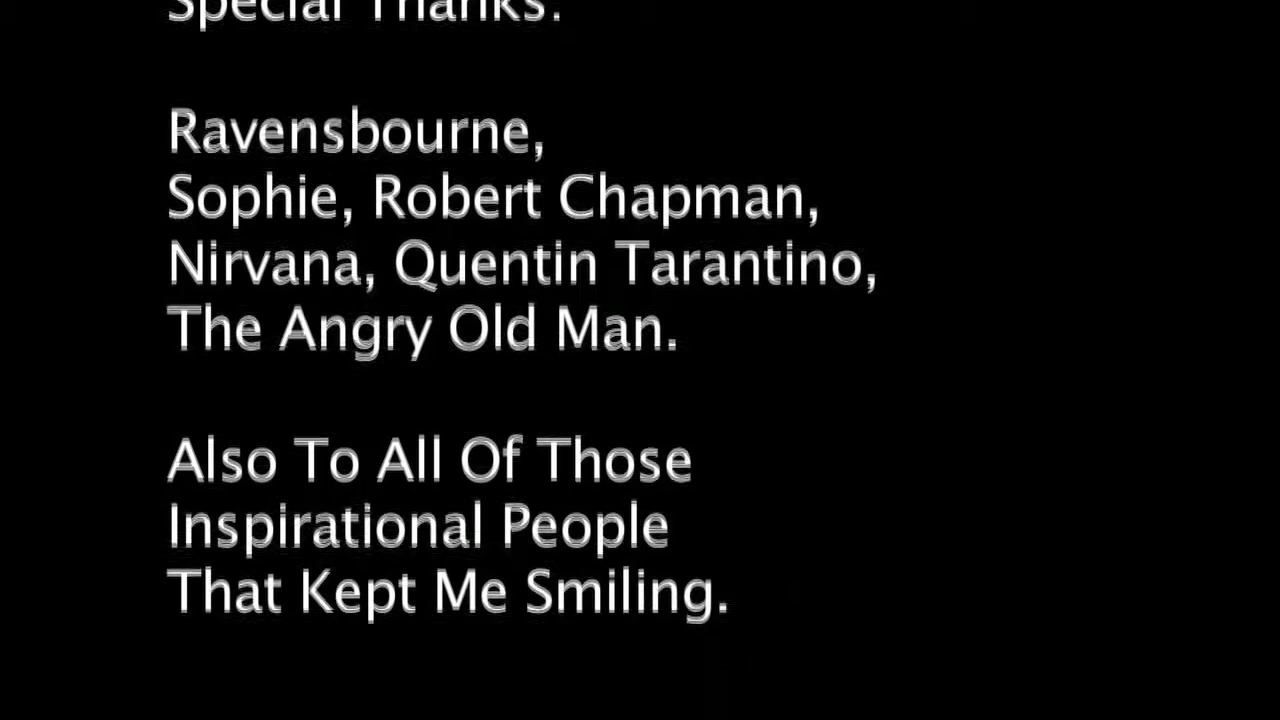 Special Thanks.
Ravensbourne,
Sophie, Robert Chapman,
Nirvana, Quentin Tarantino,
The Angry Old Man.
Also To All Of Those
Inspirational People
That Kept Me Smiling.